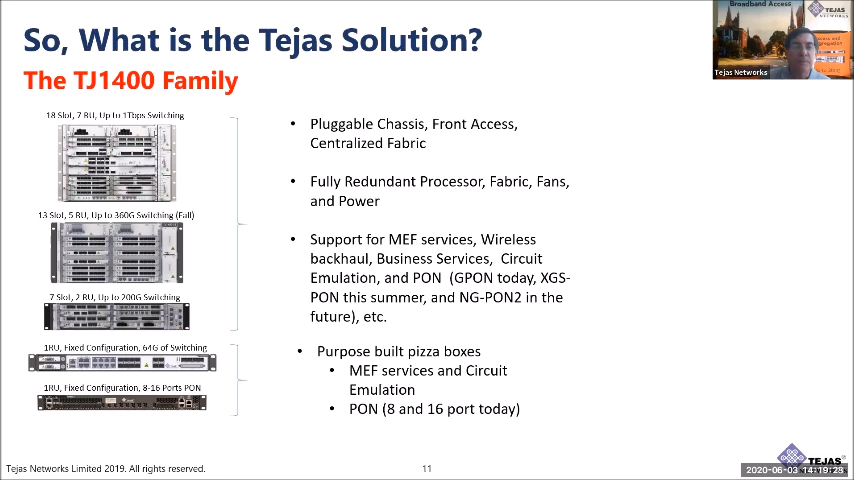 So, What is the Tejas Solution?
The TJ1400 Family
18 Slot, 7 RU, Up to 1Tbps Switching
13 Slot, 5 RU, Up to 360G Switching (Fall)
7 Slot, 2 RU, Up to 200G Switching
1RU, Fixed Configuration, 64G of Switching
1RU, Fixed Configuration, 8-16 Ports PON
• Pluggable Chassis, Front Access,
Centralized Fabric
• Fully Redundant Processor, Fabric, Fans,
and Power
• Support for MEF services, Wireless
backhaul, Business Services, Circuit
Emulation, and PON (GPON today, XGS-
PON this summer, and NG-PON2 in the
future), etc.
• Purpose built pizza boxes
• MEF services and Circuit
Emulation
• PON (8 and 16 port today)
Broadband Access
TEJAS
NETWORKS
Tejas Networks
Tejas Networks Limited 2019. All rights reserved.
11
TEJAS
2020-06-03 14:19:28